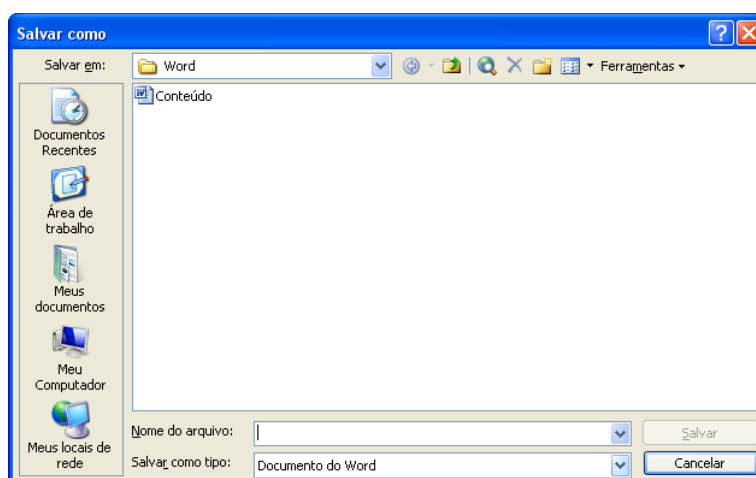 Salvar como
Salvar em:
Word
Ferramentas
Conteúdo
Documentos
Recentes
Área de
trabalho
Meus
documentos
Meu
Computador
Meus locais de
rede
Nome do arquivo:
Salvar
Salvar como tipo:
Documento do Word
Cancelar